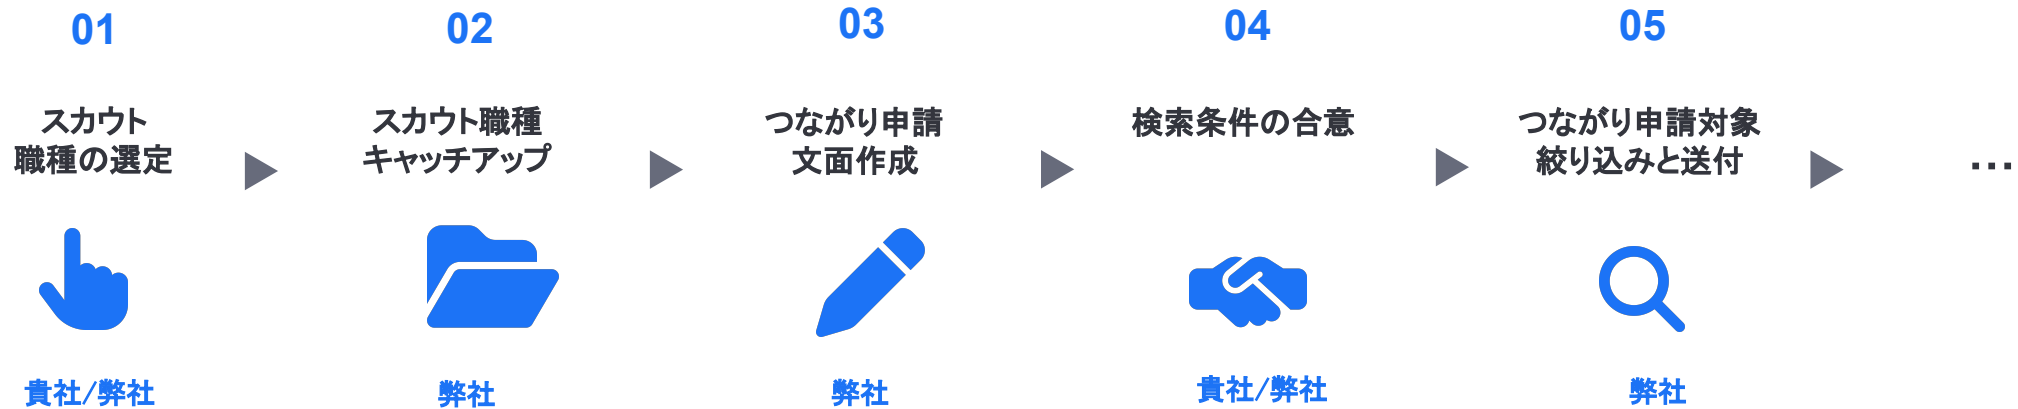 01
スカウト
職種の選定
貴社/弊社
02
スカウト職種
キャッチアップ
弊社
03
つながり申請
文面作成
弊社
04
検索条件の合意
貴社/弊社
05
つながり申請対象
絞り込みと送付
弊社
…